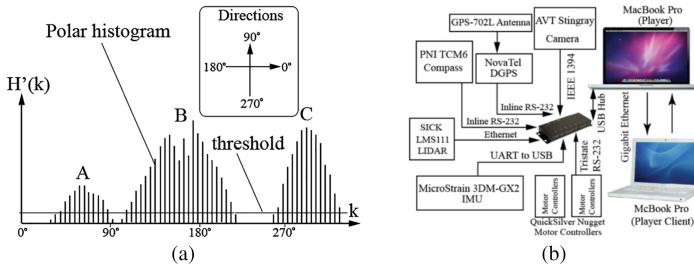 Directions
90°
180°
0°
270°
Polar histogram
H'(k)
A
B
C
threshold
k
0°
90°
180°
270°
(a)
GPS-702L Antenna
AVT Stingray
Camera
MacBook Pro
(Player)
PNI TCM6
Compass
NovaTel
DGPS
IEEE 1394
Inline RS-232
Inline RS-232
Ethernet
USB Hub
SICK
LMS111
LIDAR
UART to USB
Tristate
RS-232
Gigabit Ethernet
MicroStrain 3DM-GX2
IMU
Motor
Controllers
Motor
Controllers
QuickSilver Nugget
Motor Controllers
McBook Pro
(Player Client)
(b)